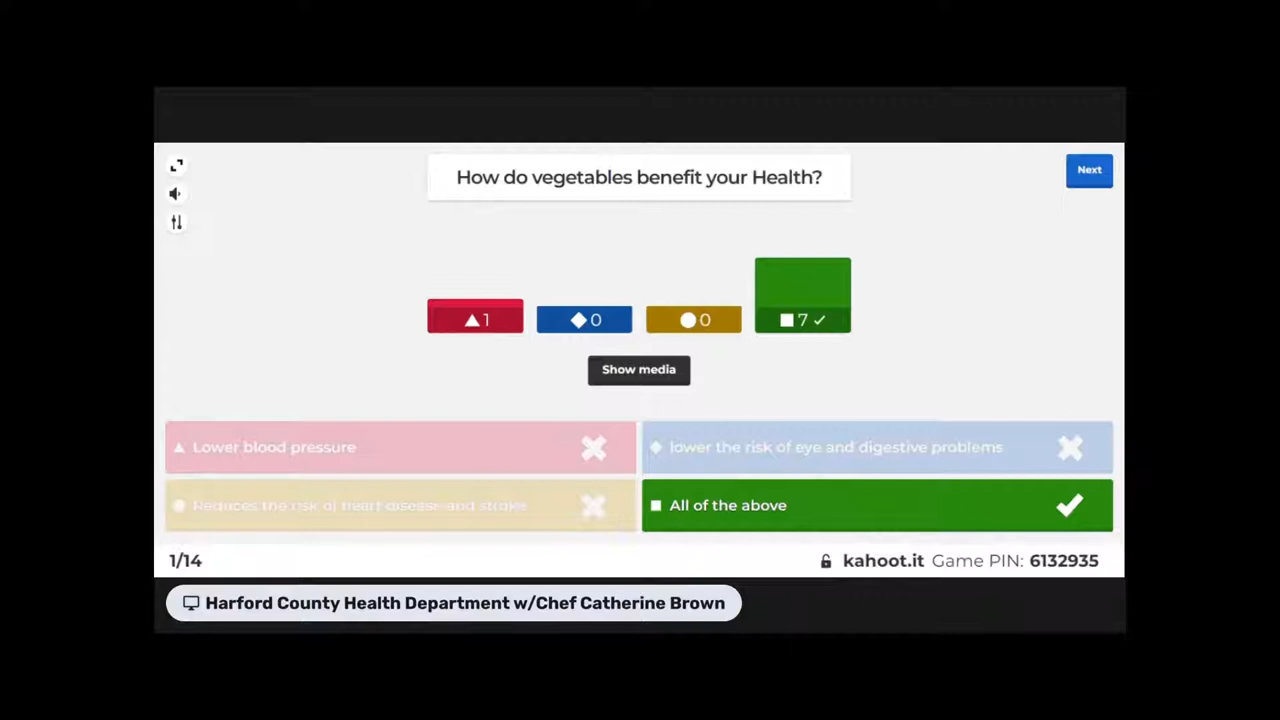 How do vegetables benefit your Health?
Next
1
0
0
7
Show media
Lower blood pressure
lower the risk of eye and digestive problems
Reduces the risk of heart disease and stroke
All of the above
1/14
kahoot.it Game PIN: 6132935
Harford County Health Department w/Chef Catherine Brown